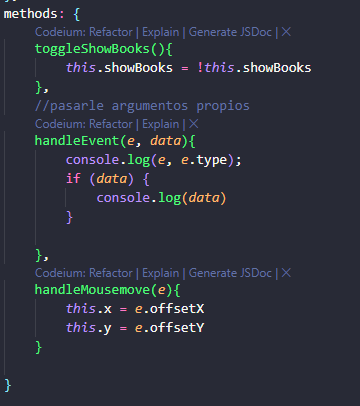 methods: {
Codeium: Refactor | Explain | Generate JSDoc | ×
    toggleShowBooks(){
        this.showBooks = !this.showBooks
    },
    //pasarle argumentos propios
Codeium: Refactor | Explain | ×
    handleEvent(e, data){
        console.log(e, e.type);
        if (data) {
            console.log(data)
        }
    },
Codeium: Refactor | Explain | Generate JSDoc | ×
    handleMousemove(e){
        this.x = e.offsetX
        this.y = e.offsetY
    }
}